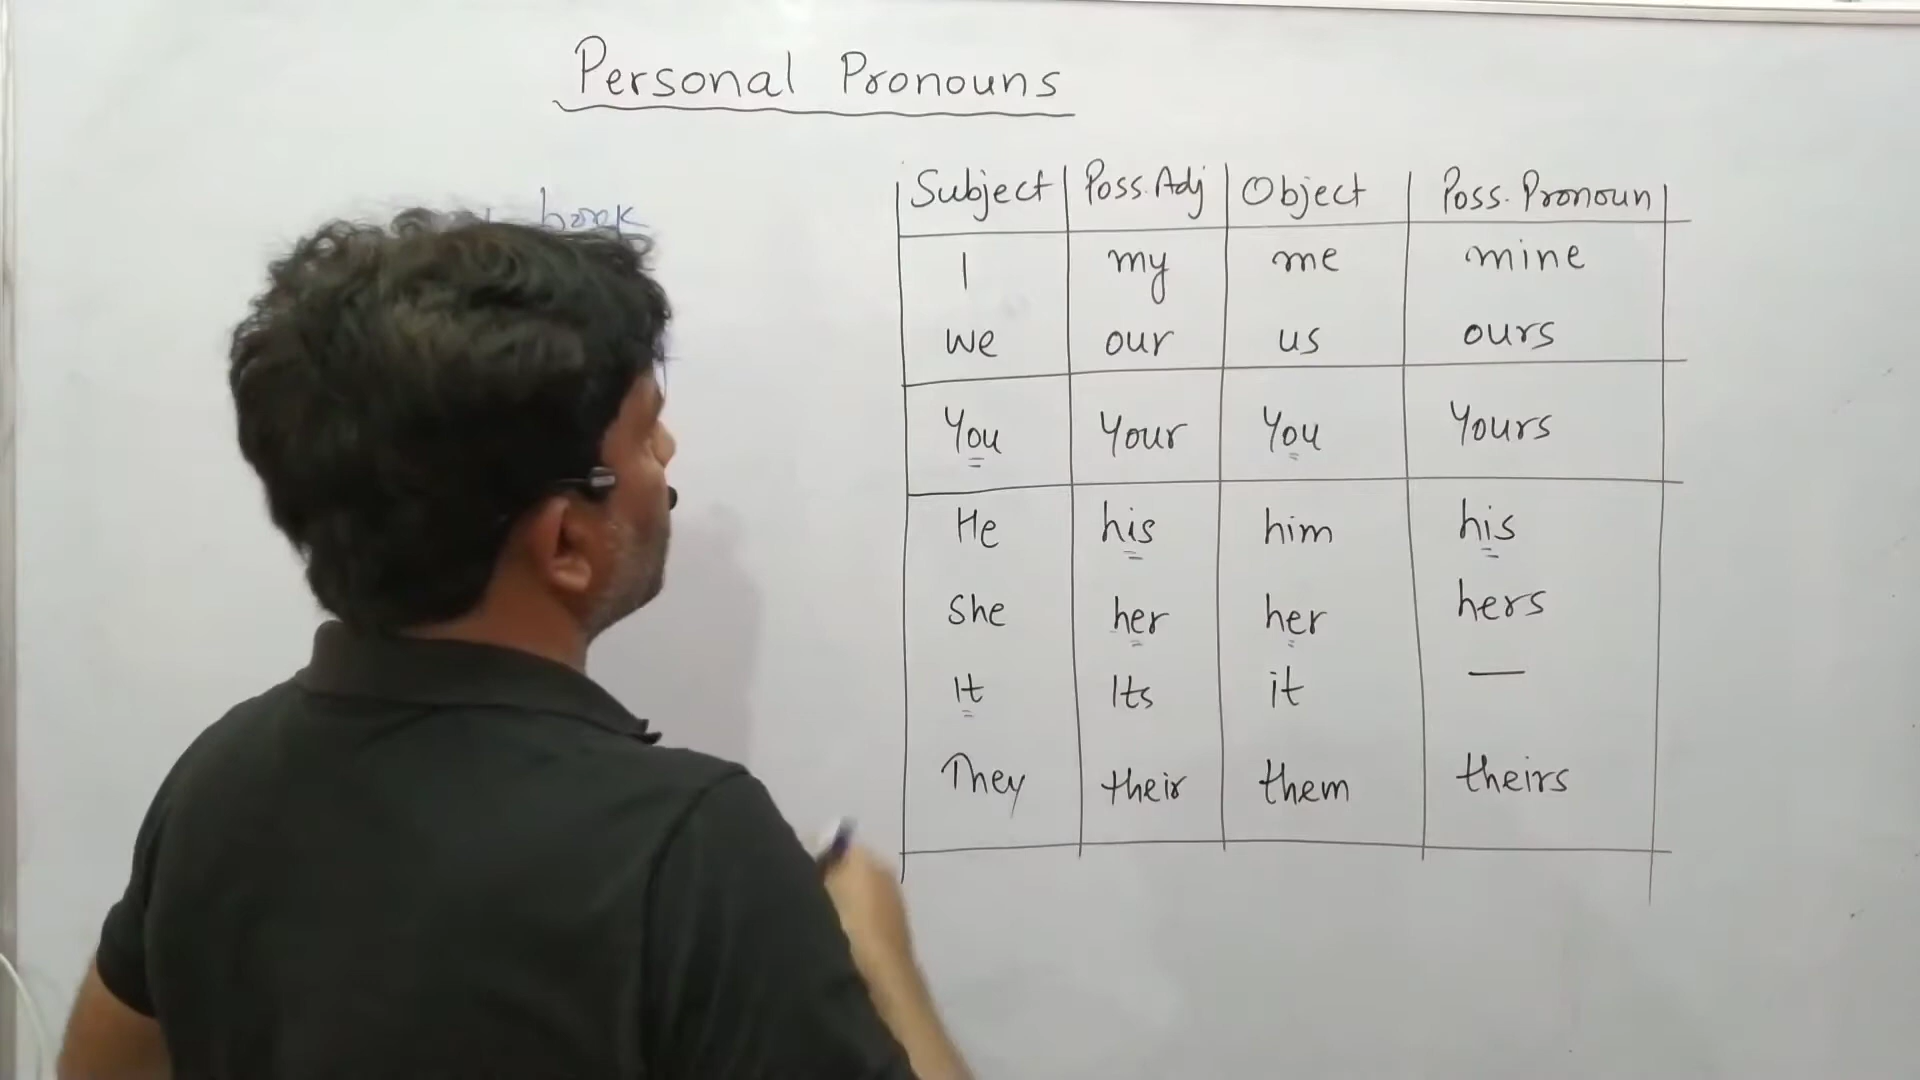 Personal Pronouns
book
Subject Poss. Adj Object Poss. Pronoun
I my me mine
we our us ours
You Your You Yours
He his him his
She her her hers
It Its it —
They their them theirs